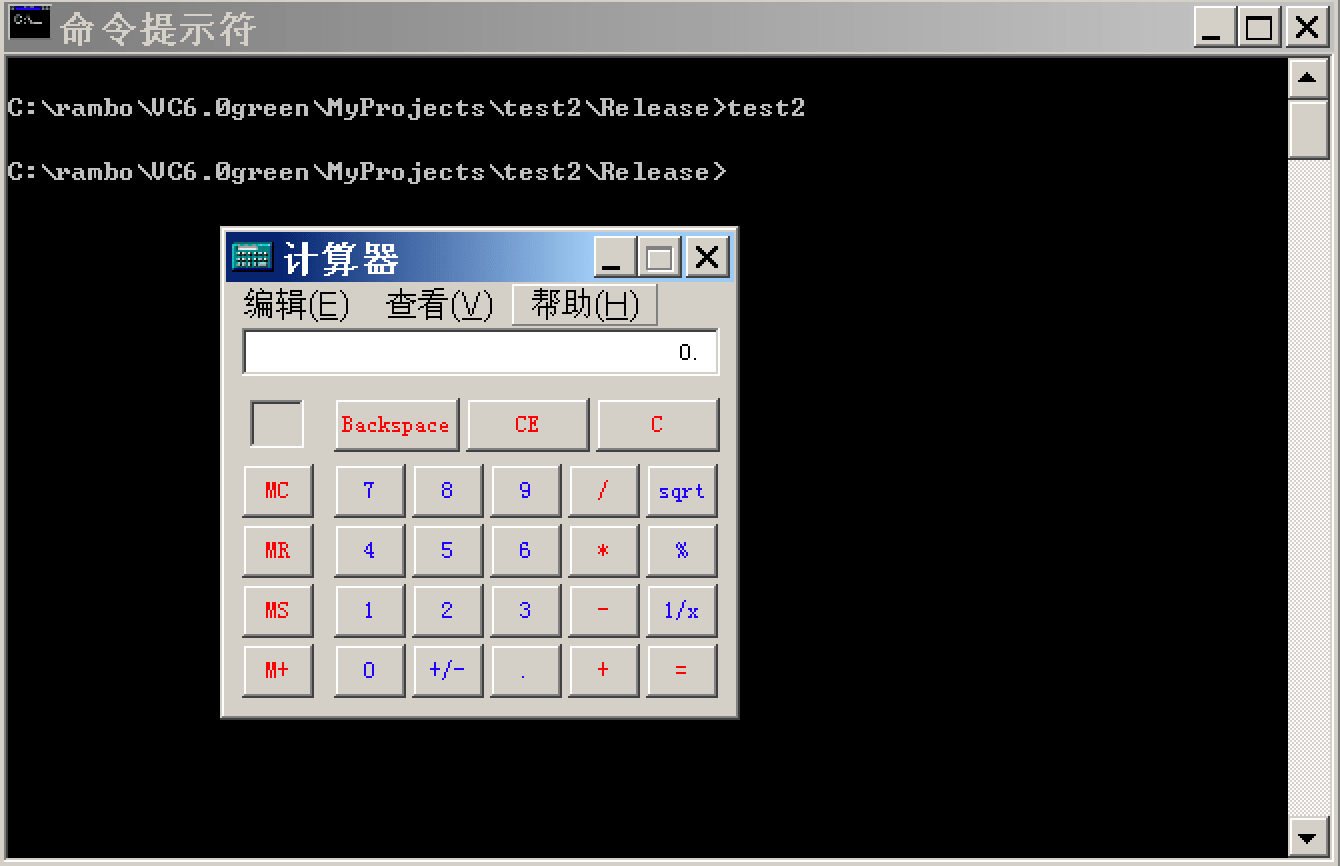 命令提示符
C:\rambo\VC6.0green\MyProjects\test2\Release>test2
C:\rambo\VC6.0green\MyProjects\test2\Release>
计算器
编辑(E) 查看(V) 帮助(H)
0.
Backspace CE C
MC 7 8 9 / sqrt
MR 4 5 6 * %
MS 1 2 3 - 1/x
M+ 0 +/- . + =